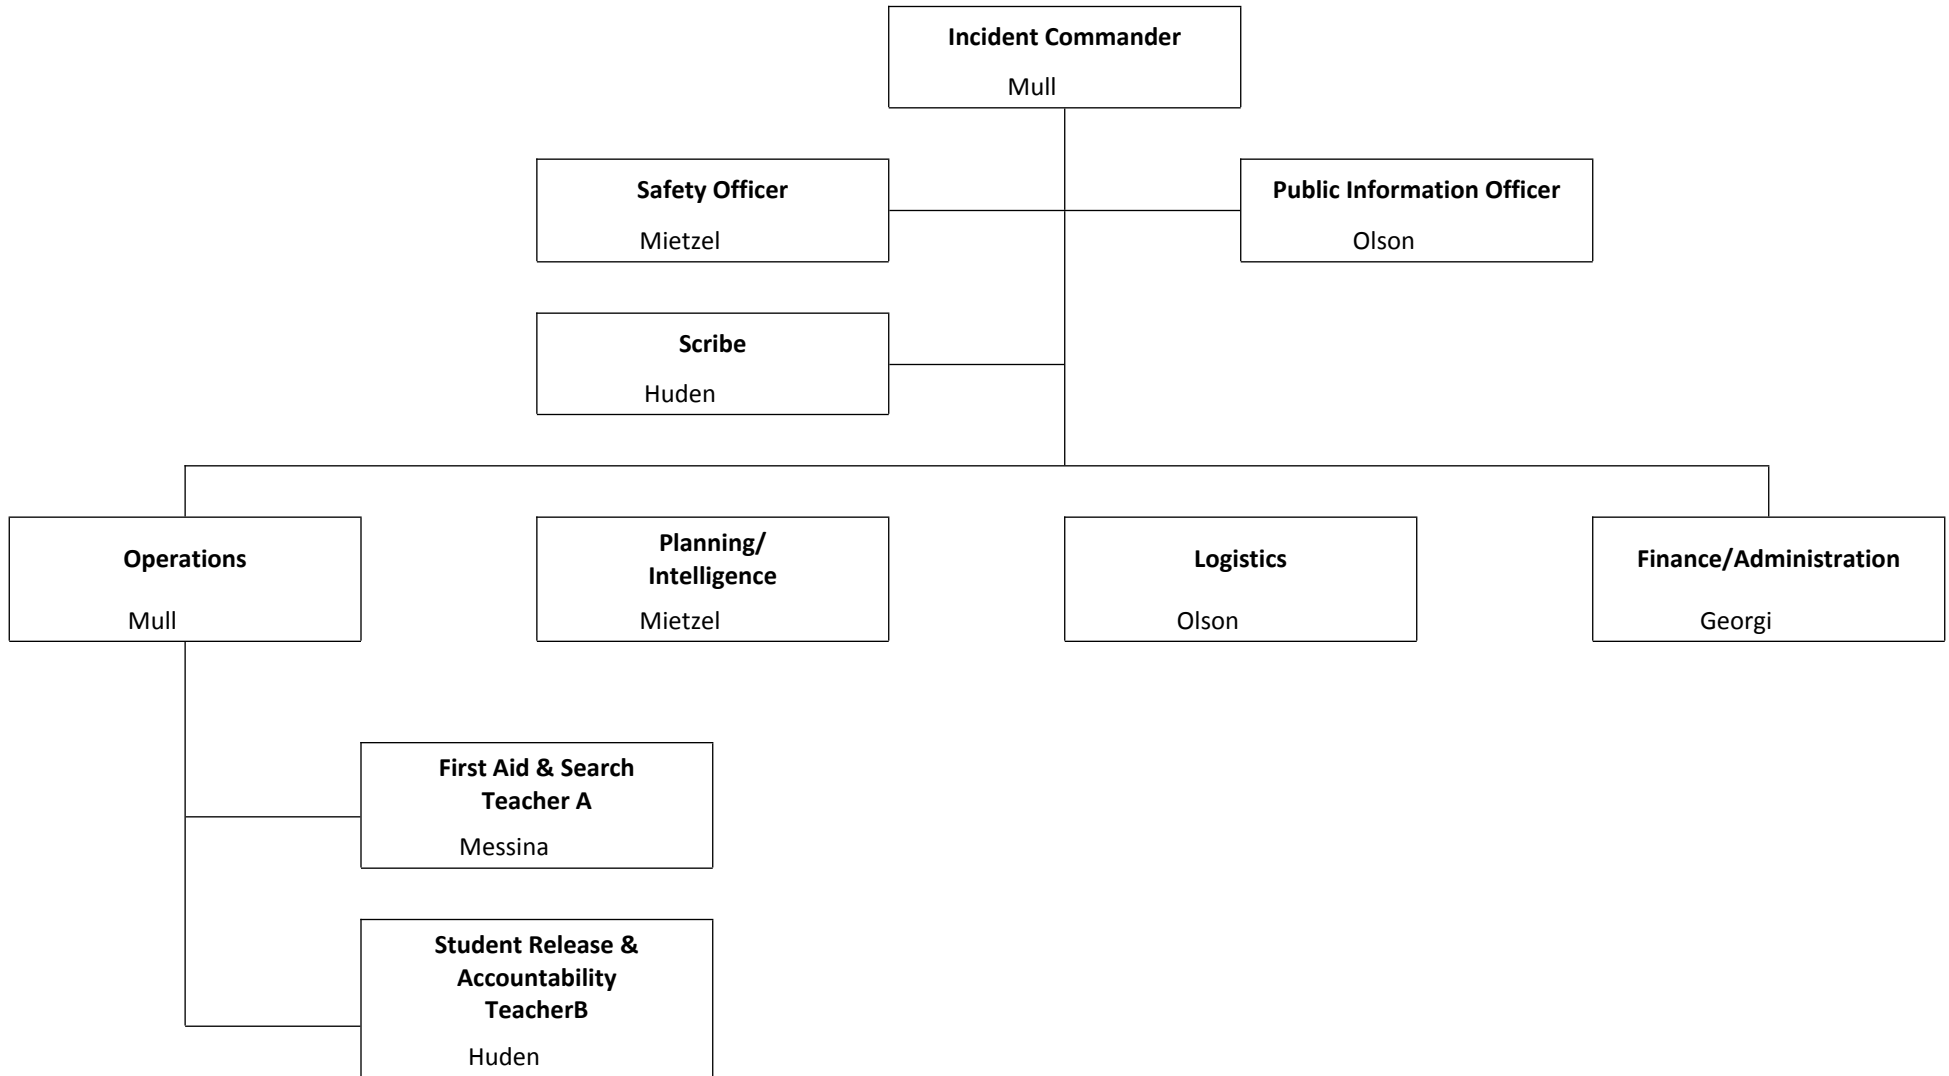 Incident Commander
Mull
Safety Officer
Mietzel
Public Information Officer
Olson
Scribe
Huden
Operations
Mull
Planning/
Intelligence
Mietzel
Logistics
Olson
Finance/Administration
Georgi
First Aid & Search
Teacher A
Messina
Student Release &
Accountability
TeacherB
Huden